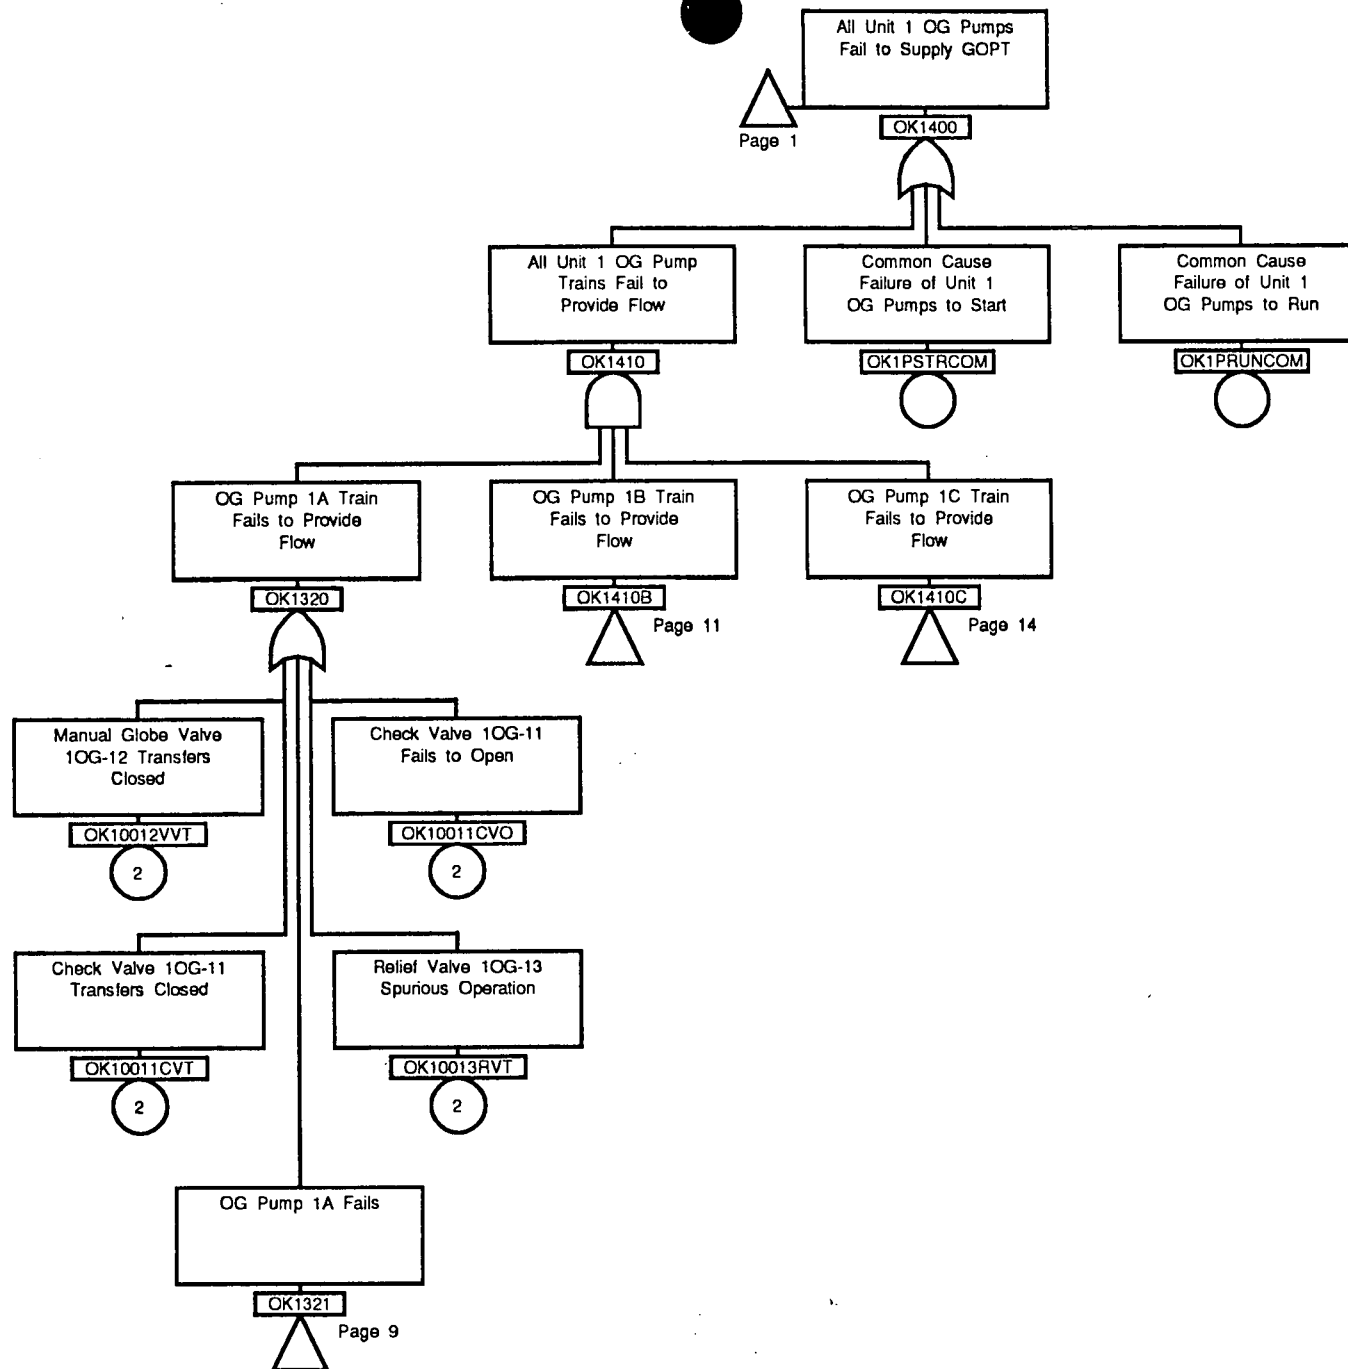 All Unit 1 OG Pumps
Fail to Supply GOPT
Page 1
OK1400
All Unit 1 OG Pump
Trains Fail to
Provide Flow
OK1410
Common Cause
Failure of Unit 1
OG Pumps to Start
OK1PSTRCOM
Common Cause
Failure of Unit 1
OG Pumps to Run
OK1PRUNCOM
OG Pump 1A Train
Fails to Provide
Flow
OK1320
OG Pump 1B Train
Fails to Provide
Flow
OK1410B
Page 11
OG Pump 1C Train
Fails to Provide
Flow
OK1410C
Page 14
Manual Globe Valve
1OG-12 Transfers
Closed
OK10012VVT
2
Check Valve 1OG-11
Fails to Open
OK10011CVO
2
Check Valve 1OG-11
Transfers Closed
OK10011CVT
2
Relief Valve 1OG-13
Spurious Operation
OK10013RVT
2
OG Pump 1A Fails
OK1321
Page 9